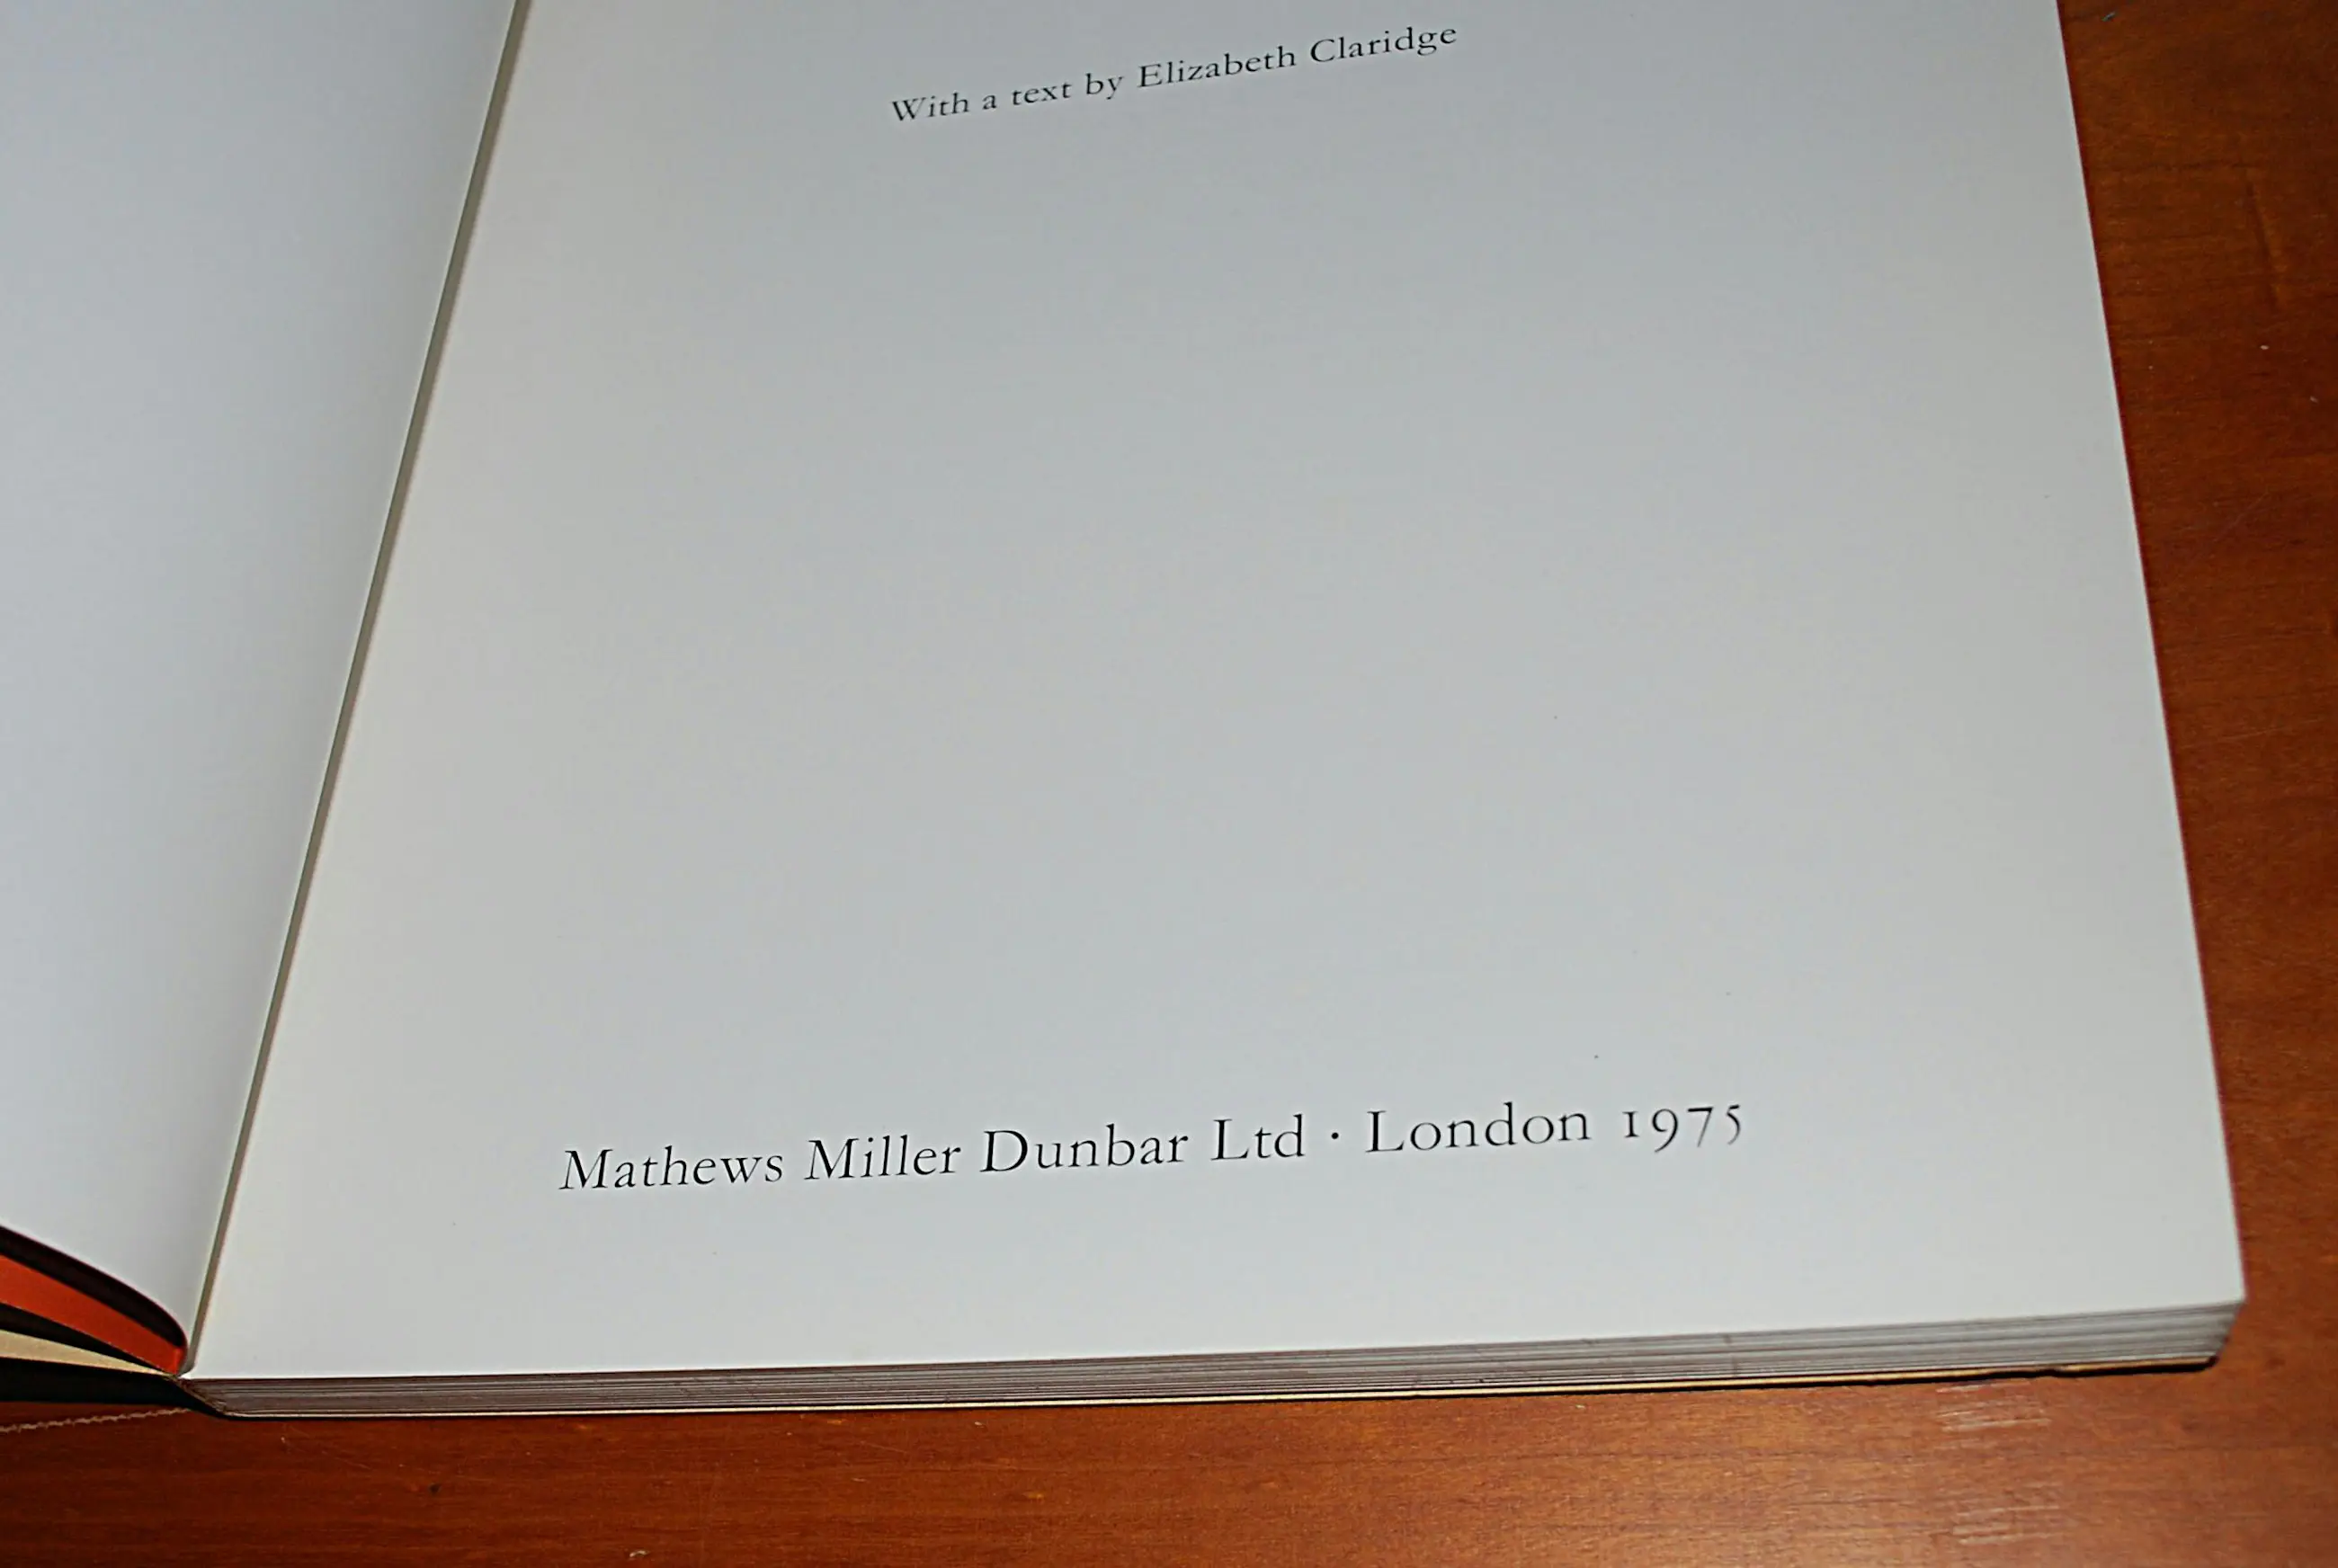 With a text by Elizabeth Claridge
Mathews Miller Dunbar Ltd · London 1975